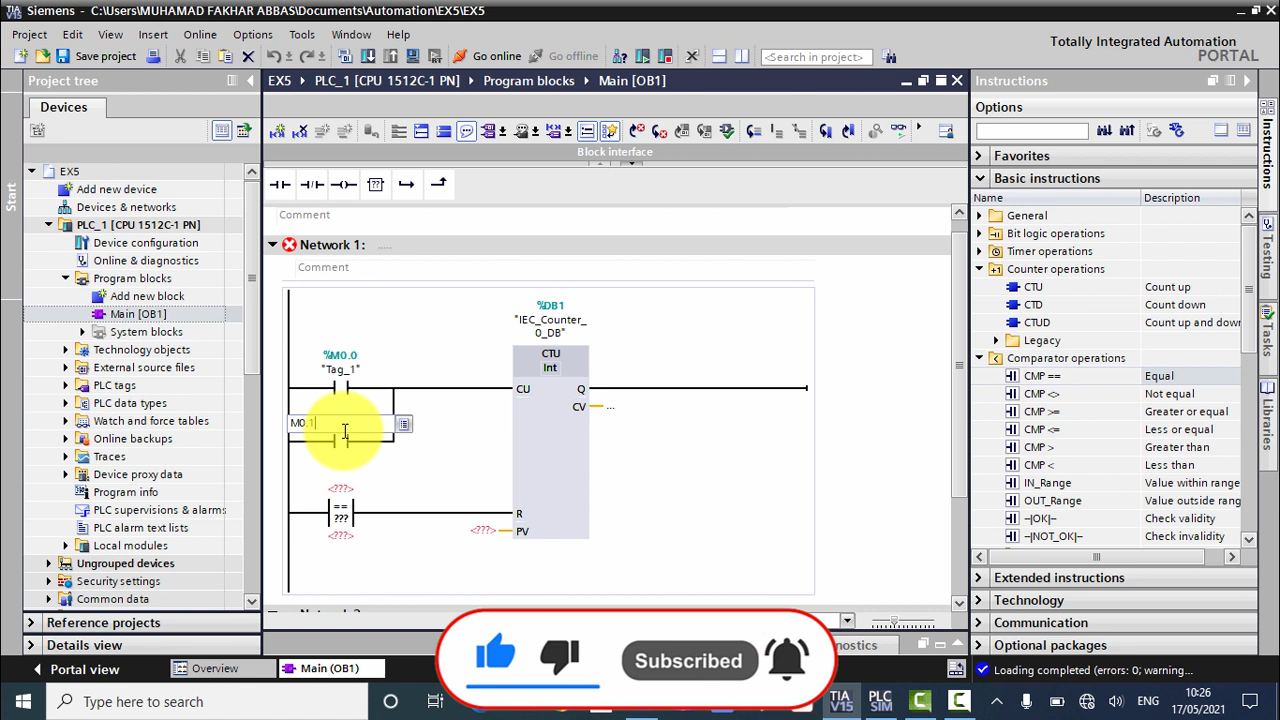 Siemens - C:\Users\MUHAMAD FAKHAR ABBAS\Documents\Automation\EX5\EX5
TIA
V15
Project Edit View Insert Online Options Tools Window Help
Totally Integrated Automation
PORTAL
Save project
Go online
Go offline
<Search in project>
Project tree
EX5 PLC_1 [CPU 1512C-1 PN] Program blocks Main [OB1]
Instructions
Devices
Options
Start
Block interface
EX5
Add new device
Devices & networks
PLC_1 [CPU 1512C-1 PN]
Device configuration
Online & diagnostics
Program blocks
Add new block
Main [OB1]
System blocks
Technology objects
External source files
PLC tags
PLC data types
Watch and force tables
Online backups
Traces
Device proxy data
Program info
PLC supervisions & alarms
PLC alarm text lists
Local modules
Ungrouped devices
Security settings
Common data
Reference projects
Details view
Comment
Network 1: .....
Comment
%DB1
"IEC_Counter_
0_DB"
%M0.0
"Tag_1"
CTU
Int
CU Q
CV ...
M0.1
<???>
==
???
<???>
R
<???> PV
Favorites
Basic instructions
Name Description
General
Bit logic operations
Timer operations
Counter operations
CTU Count up
CTD Count down
CTUD Count up and down
Legacy
Comparator operations
CMP == Equal
CMP <> Not equal
CMP >= Greater or equal
CMP <= Less or equal
CMP > Greater than
CMP < Less than
IN_Range Value within range
OUT_Range Value outside rang
-|OK|- Check validity
-|NOT_OK|- Check invalidity
Extended instructions
Technology
Communication
Optional packages
Instructions
Testing
Tasks
Subscribed
nostics
Portal view
Overview
Main (OB1)
Loading completed (errors: 0; warning...
Type here to search
TIA
V15
PLC
SIM
ENG
10:26
17/05/2021